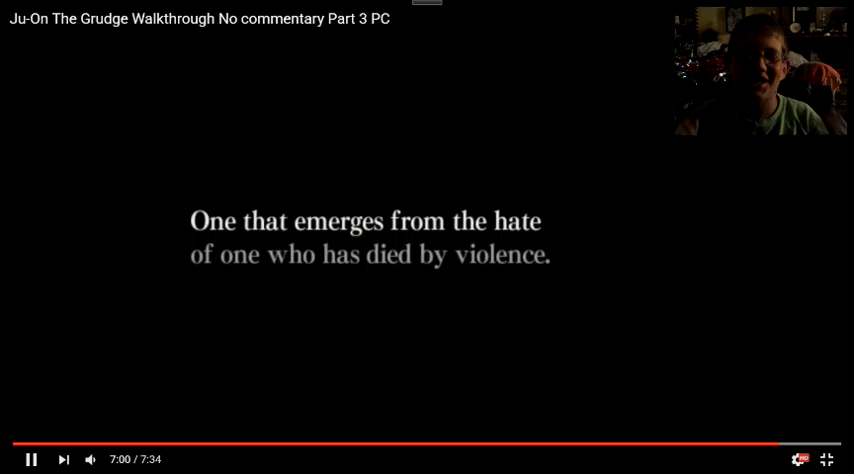 Ju-On The Grudge Walkthrough No commentary Part 3 PC
One that emerges from the hate
of one who has died by violence.
7:00 / 7:34
HD